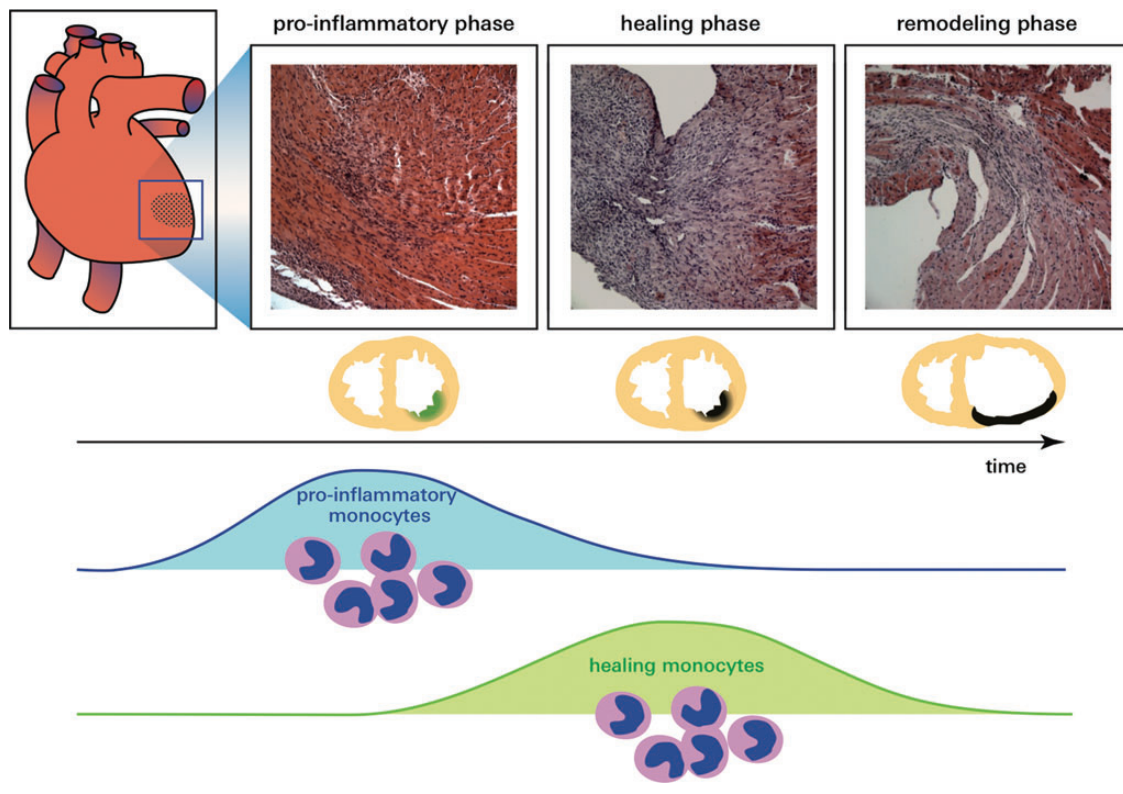 pro-inflammatory phase
healing phase
remodeling phase
time
pro-inflammatory
monocytes
healing monocytes